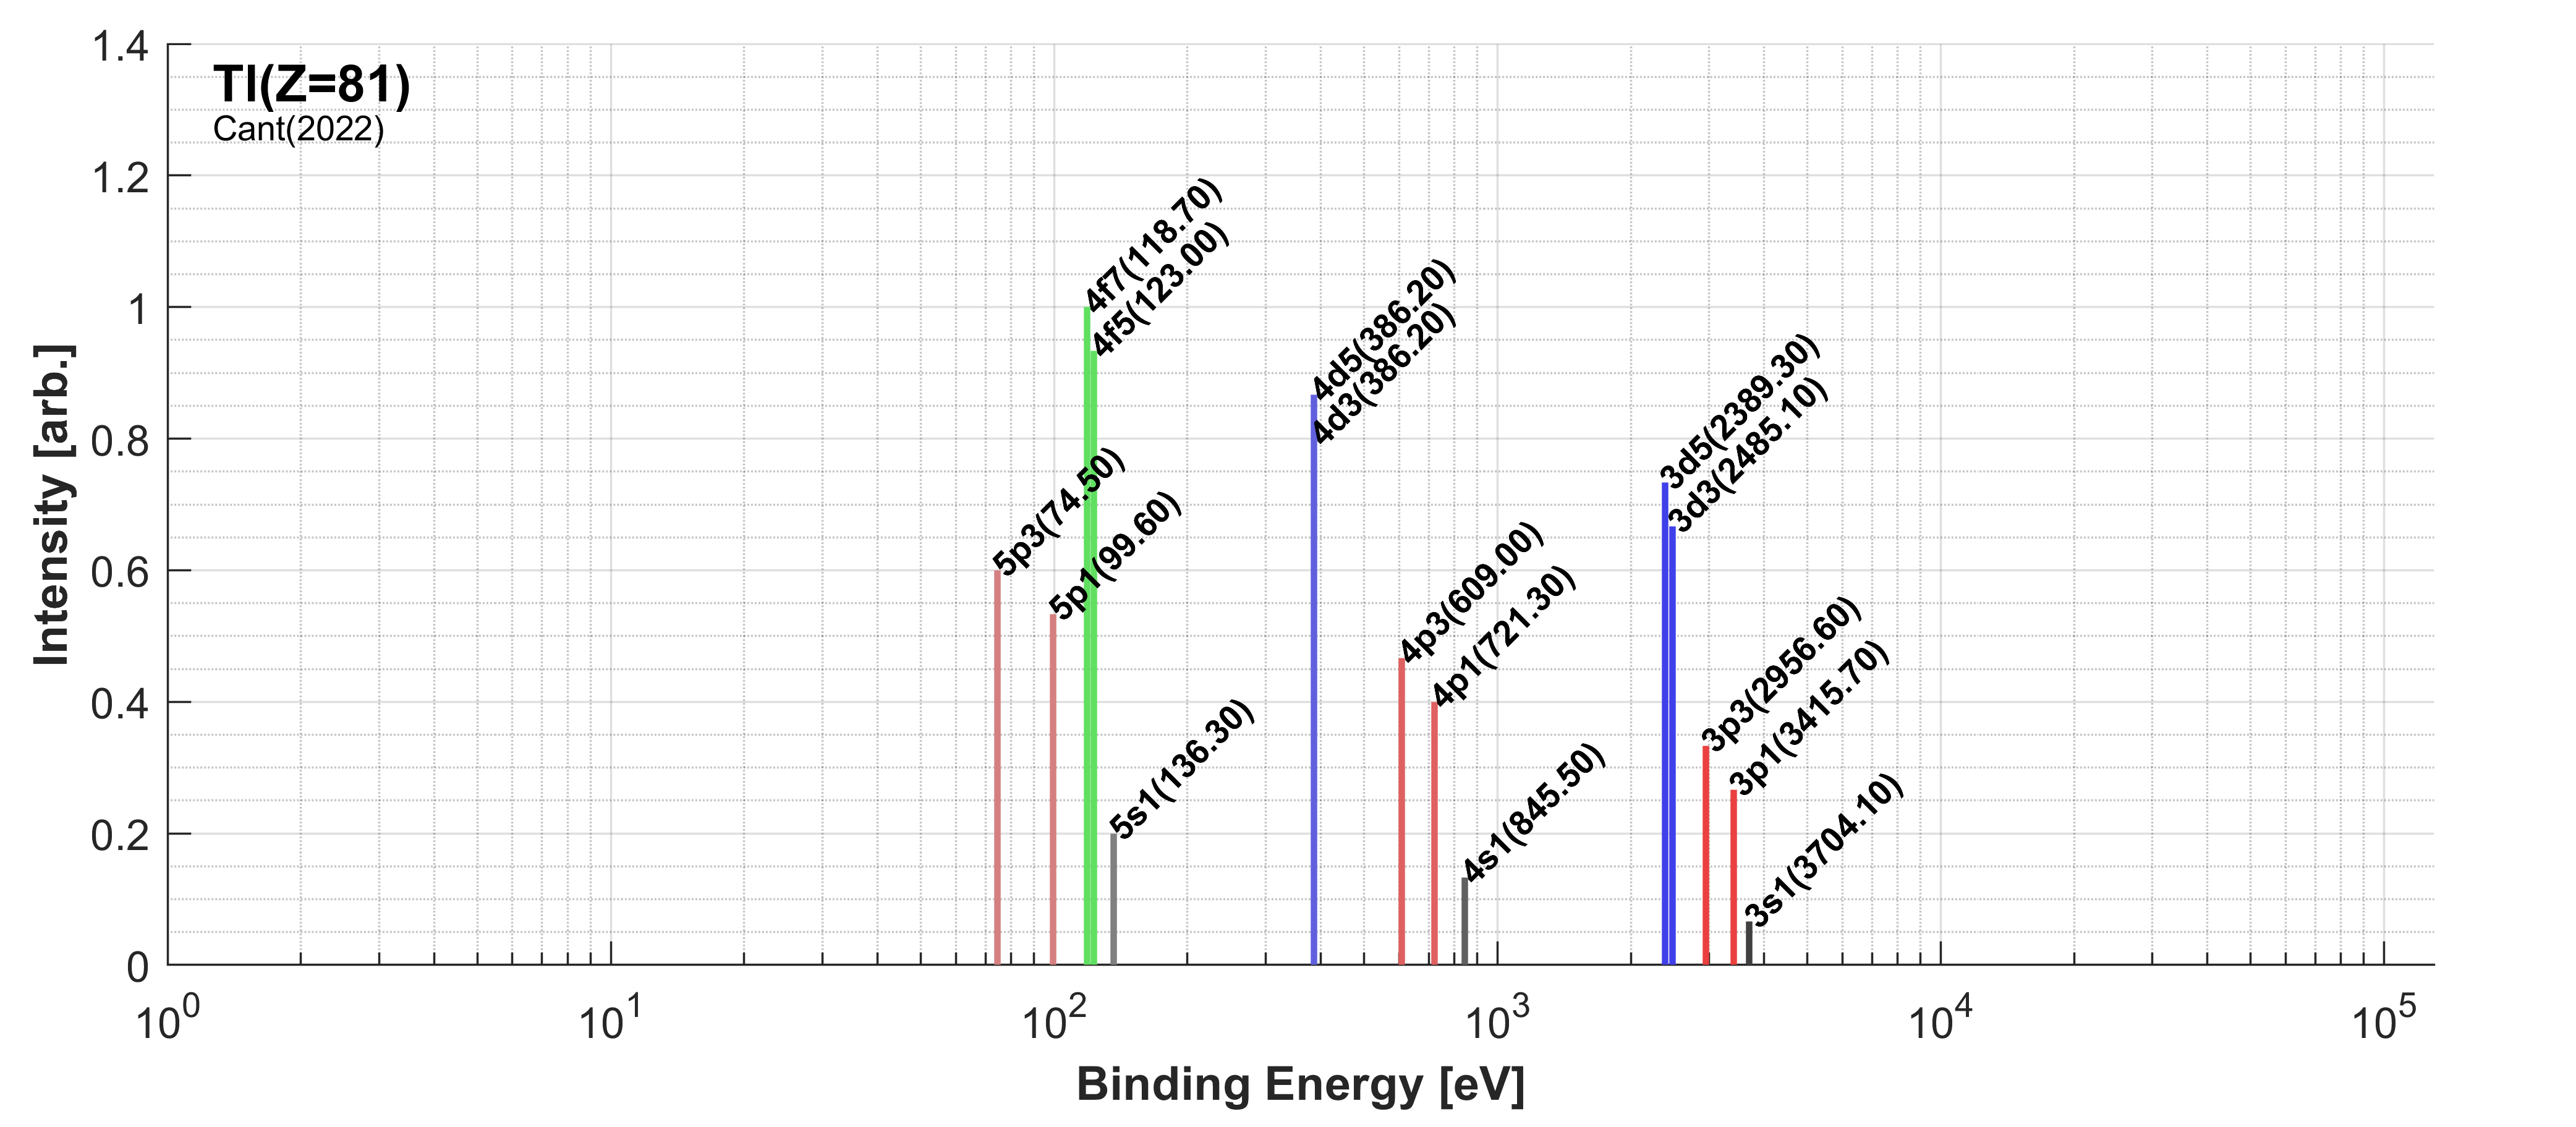 Tl(Z=81)
Cant(2022)
Intensity [arb.]
1.4
1.2
1
0.8
0.6
0.4
0.2
0
5p3(74.50)
5p1(99.60)
4f7(118.70)
4f5(123.00)
5s1(136.30)
4d5(386.20)
4d3(386.20)
4p3(609.00)
4p1(721.30)
4s1(845.50)
3d5(2389.30)
3d3(2485.10)
3p3(2956.60)
3p1(3415.70)
3s1(3704.10)
10^0 10^1 10^2 10^3 10^4 10^5
Binding Energy [eV]